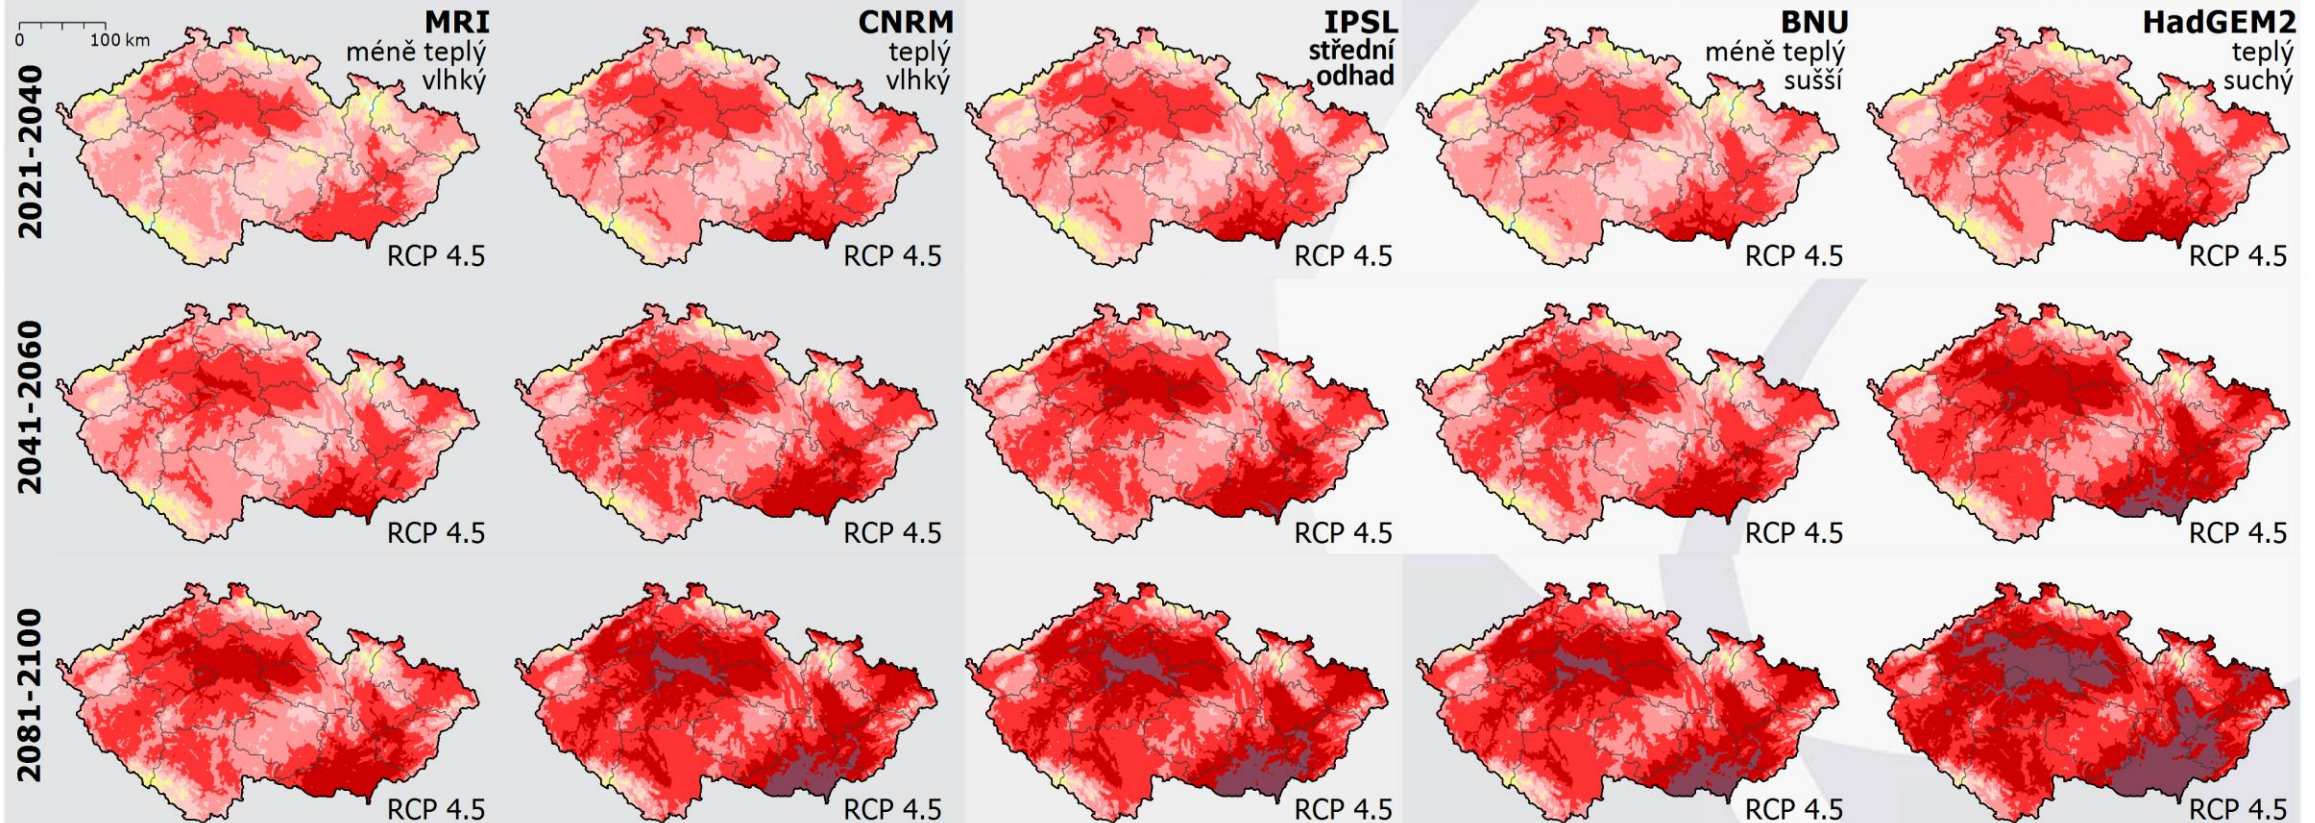 0 100 km
MRI
méně teplý
vlhký
CNRM
teplý
vlhký
IPSL
střední
odhad
BNU
méně teplý
sušší
HadGEM2
teplý
suchý
2021-2040
RCP 4.5
RCP 4.5
RCP 4.5
RCP 4.5
RCP 4.5
2041-2060
RCP 4.5
RCP 4.5
RCP 4.5
RCP 4.5
RCP 4.5
2081-2100
RCP 4.5
RCP 4.5
RCP 4.5
RCP 4.5
RCP 4.5